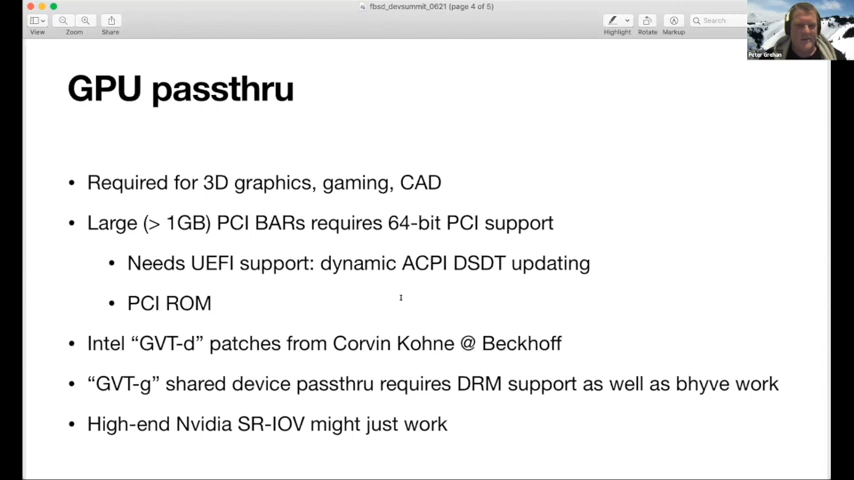 fbsd_devsummit_0621 (page 4 of 5)
View
Zoom
Share
Highlight
Rotate
Markup
Search
Peter Grehan
GPU passthru
• Required for 3D graphics, gaming, CAD
• Large (> 1GB) PCI BARs requires 64-bit PCI support
• Needs UEFI support: dynamic ACPI DSDT updating
• PCI ROM
• Intel “GVT-d” patches from Corvin Kohne @ Beckhoff
• “GVT-g” shared device passthru requires DRM support as well as bhyve work
• High-end Nvidia SR-IOV might just work